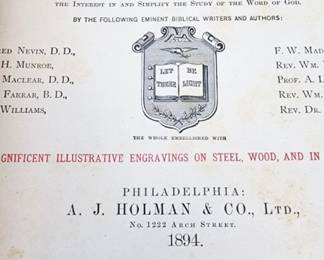 the Interest in and Simplify the Study of the Word of God.
BY THE FOLLOWING EMINENT BIBLICAL WRITERS AND AUTHORS:
RED NEVIN, D. D.,
H. MUNROE,
MACLEAR, D. D.,
FARRAR, B. D.,
WILLIAMS,
LET BE
THERE LIGHT
F. W. MAD
REV. WM. 
PROF. A. L
REV. WM.
REV. DR.
THE WHOLE EMBELLISHED WITH
GNIFICENT ILLUSTRATIVE ENGRAVINGS ON STEEL, WOOD, AND IN
PHILADELPHIA:
A. J. HOLMAN & CO., LTD.,
No. 1222 ARCH STREET.
1894.